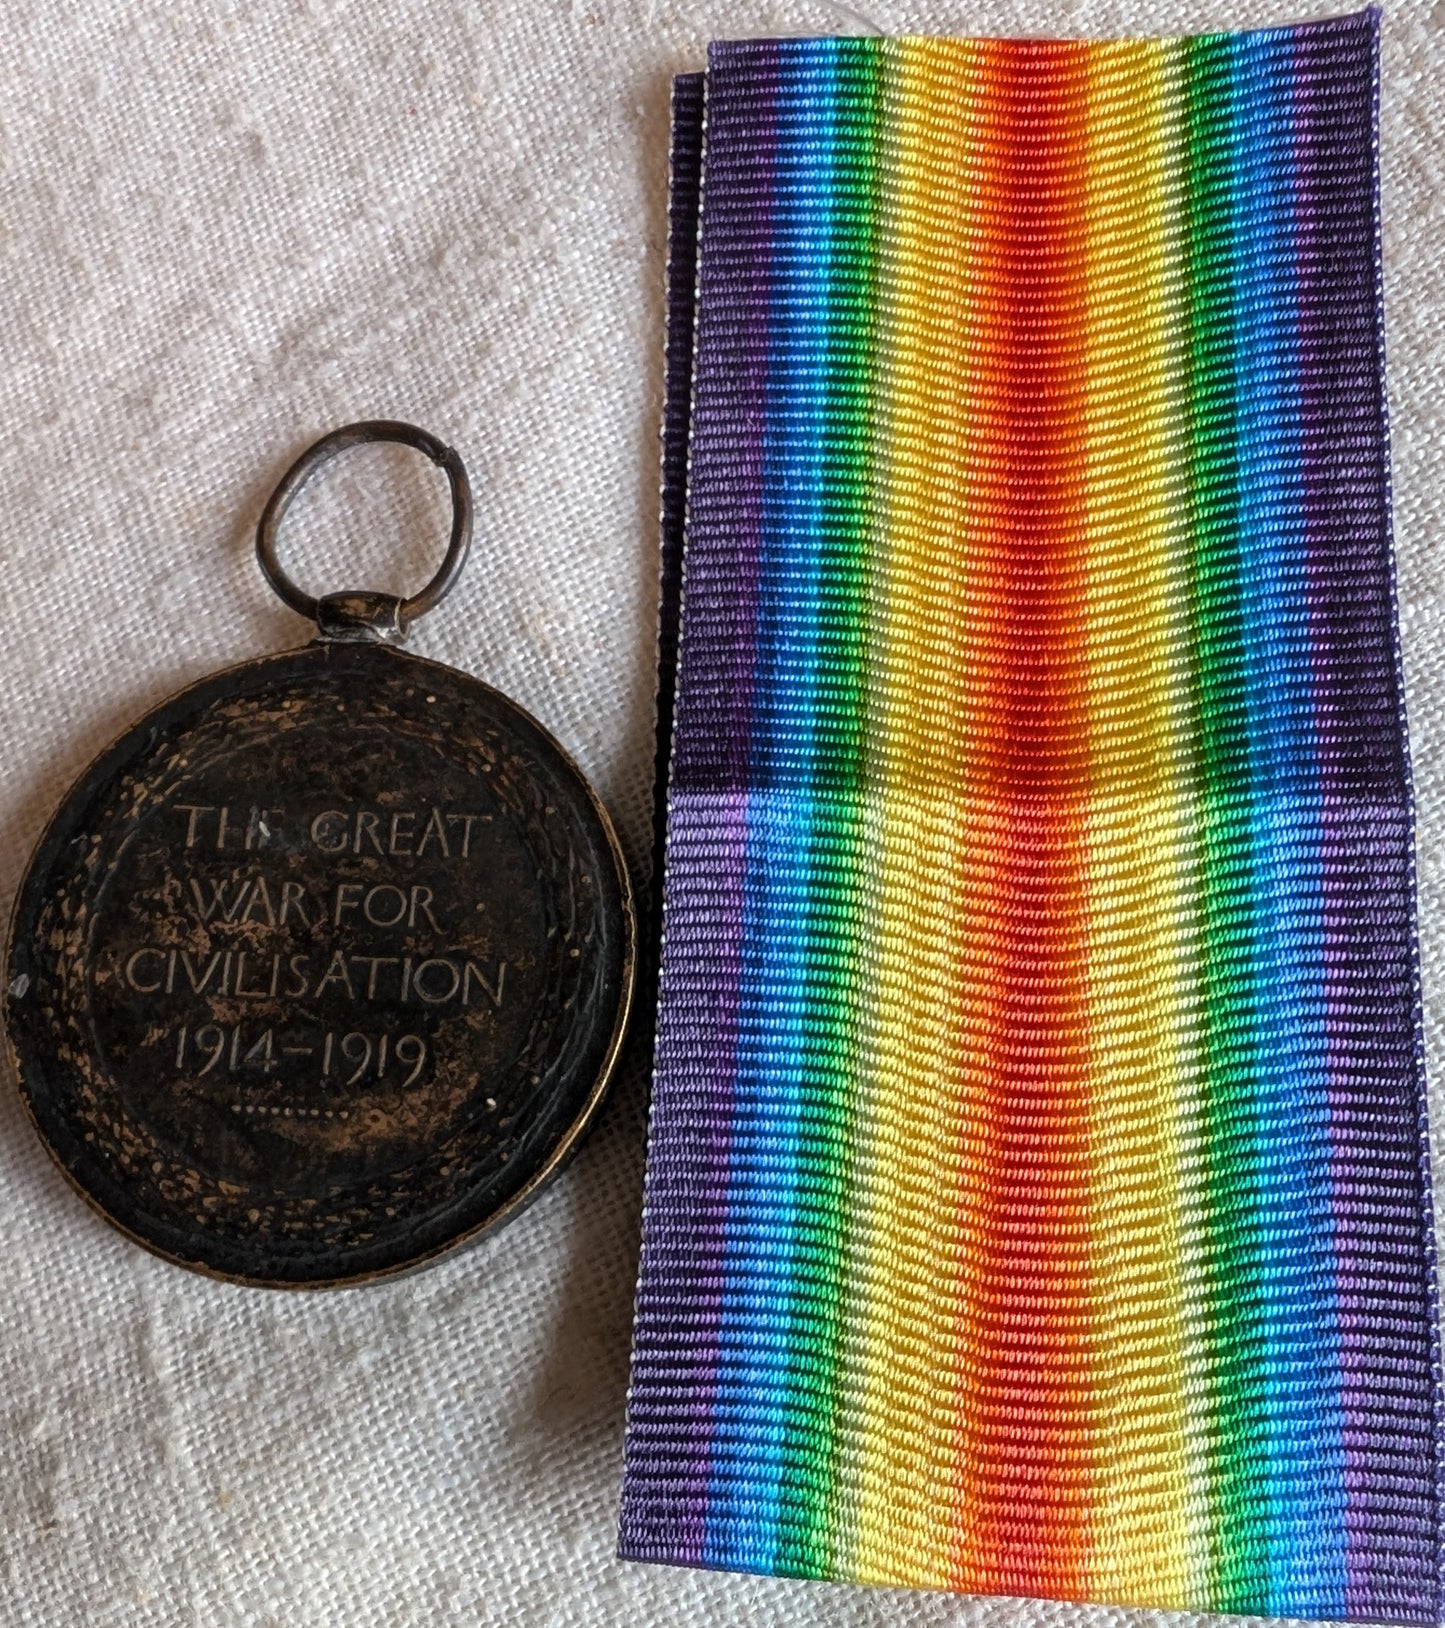 THE GREAT
WAR FOR
CIVILISATION
1914-1919